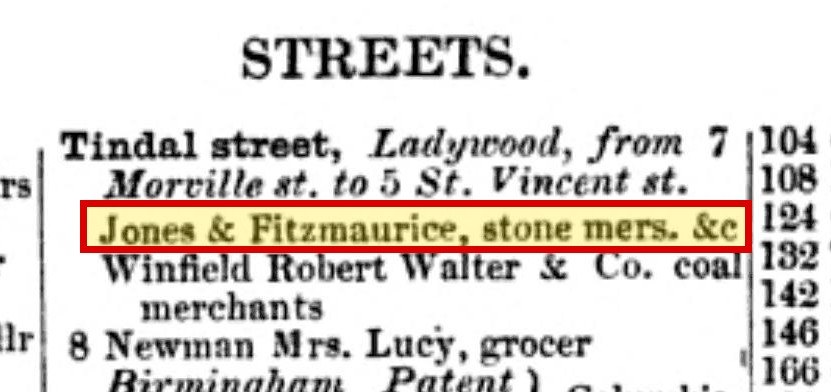 STREETS.
rs
llr
Tindal street, Ladywood, from 7
Morville st. to 5 St. Vincent st.
Jones & Fitzmaurice, stone mers. &c
Winfield Robert Walter & Co. coal
merchants
8 Newman Mrs. Lucy, grocer
Birmingham Patent
104
108
124
132
142
146
166